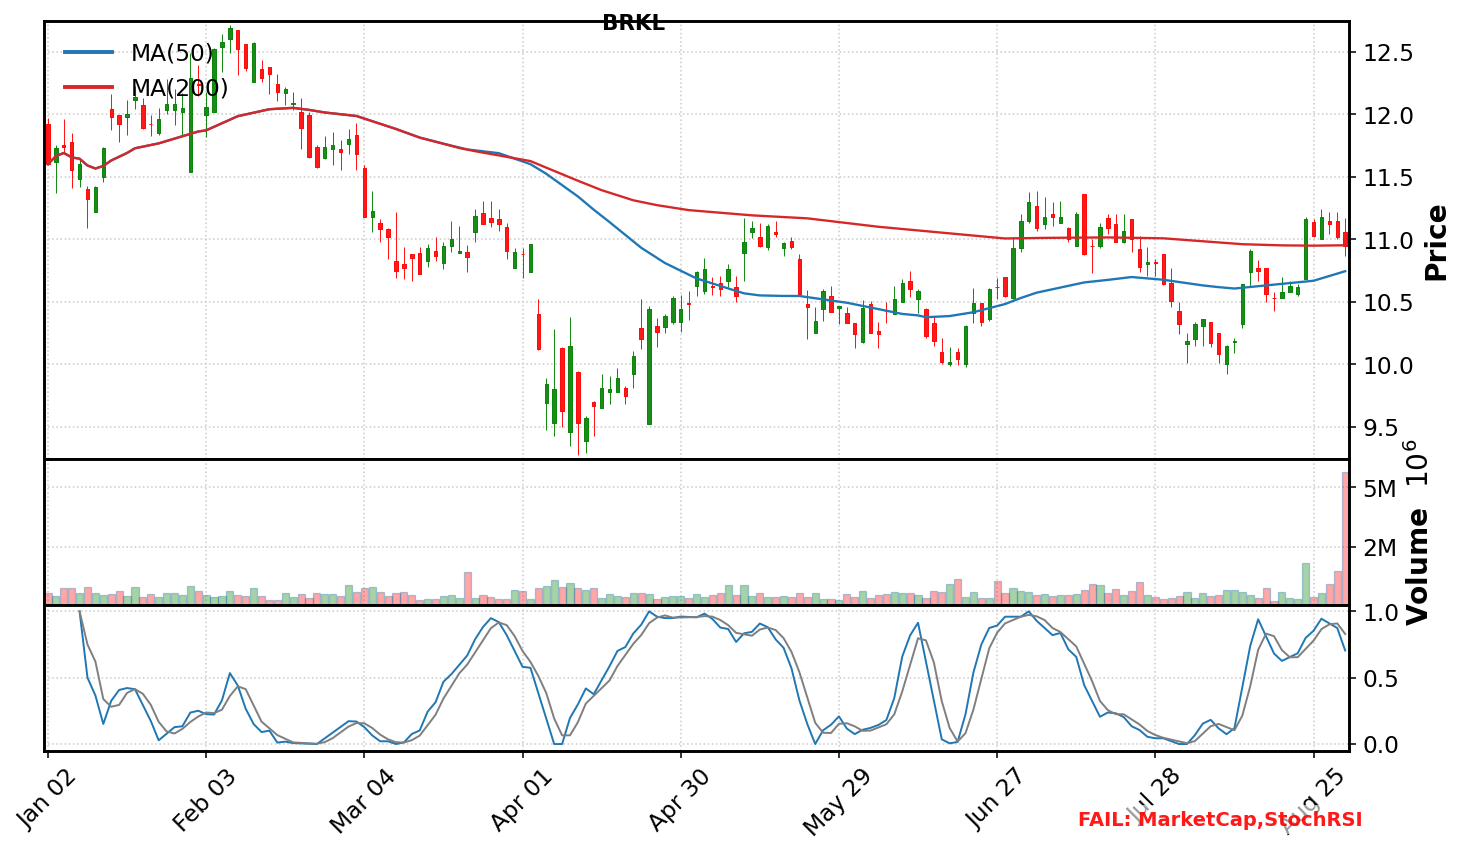 BRKL
MA(50)
MA(200)
12.5
12.0
11.5
11.0
10.5
10.0
9.5
Price
5M
2M
Volume 10^6
1.0
0.5
0.0
Jan 02
Feb 03
Mar 04
Apr 01
Apr 30
May 29
Jun 27
Jul 28
Aug 25
FAIL: MarketCap,StochRSI